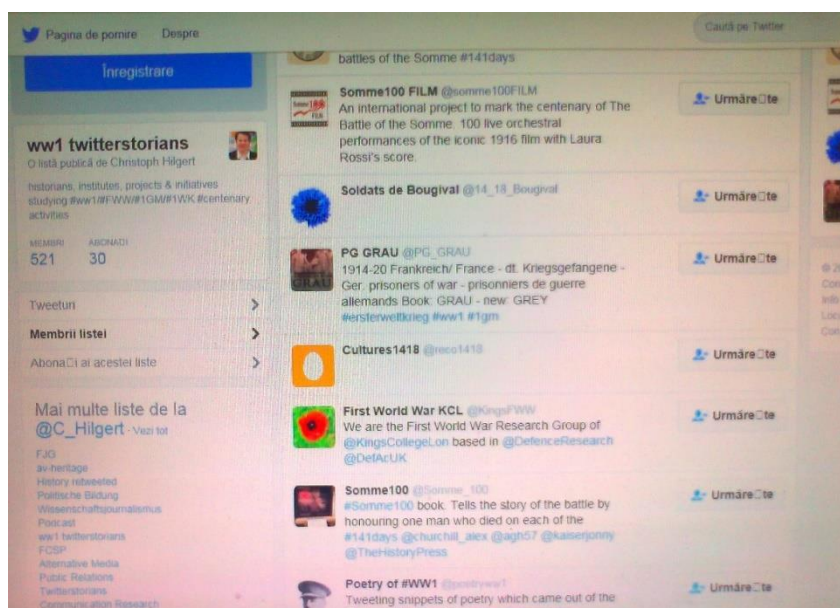 Pagina de pornire Despre
Caută pe Twitter
Înregistrare
ww1 twitterstorians
O listă publică de Christoph Hilgert
historians, institutes, projects & initiatives
studying #ww1#FWW/#1GM/#1WK #centenary
activities
MEMBRI ABONA□I
521 30
Tweeturi
Membrii listei
Abona□i ai acestei liste
Mai multe liste de la
@C_Hilgert - Vezi tot
FJG
av-heritage
History retweeted
Politische Bildung
Wissenschaftsjournalismus
Podcast
ww1 twitterstorians
FCSP
Alternative Media
Public Relations
Twitterstorians
Communication Research
battles of the Somme #141days
Somme100 FILM @somme100FILM
An international project to mark the centenary of The
Battle of the Somme. 100 live orchestral
performances of the iconic 1916 film with Laura
Rossi's score.
Urmăre□te
Soldats de Bougival @14_18_Bougival
Urmăre□te
PG GRAU @PG_GRAU
1914-20 Frankreich/ France - dt. Kriegsgefangene -
Ger. prisoners of war - prisonniers de guerre
allemands Book: GRAU - new: GREY
#ersterweltkrieg #ww1 #1gm
Urmăre□te
Cultures1418 @reco1418
Urmăre□te
First World War KCL @KingsFWW
We are the First World War Research Group of
@KingsCollegeLon based in @DefenceResearch
@DefAcUK
Urmăre□te
Somme100 @Somme_100
#Somme100 book. Tells the story of the battle by
honouring one man who died on each of the
#141days @churchill_alex @agh57 @kaiserjonny
@TheHistoryPress
Urmăre□te
Poetry of #WW1 @poetryww1
Tweeting snippets of poetry which came out of the
Urmăre□te